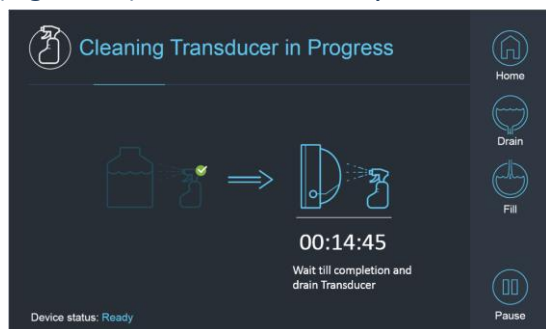 Cleaning Transducer in Progress
Home
Drain
Fill
00:14:45
Wait till completion and
drain Transducer
Device status: Ready
Pause